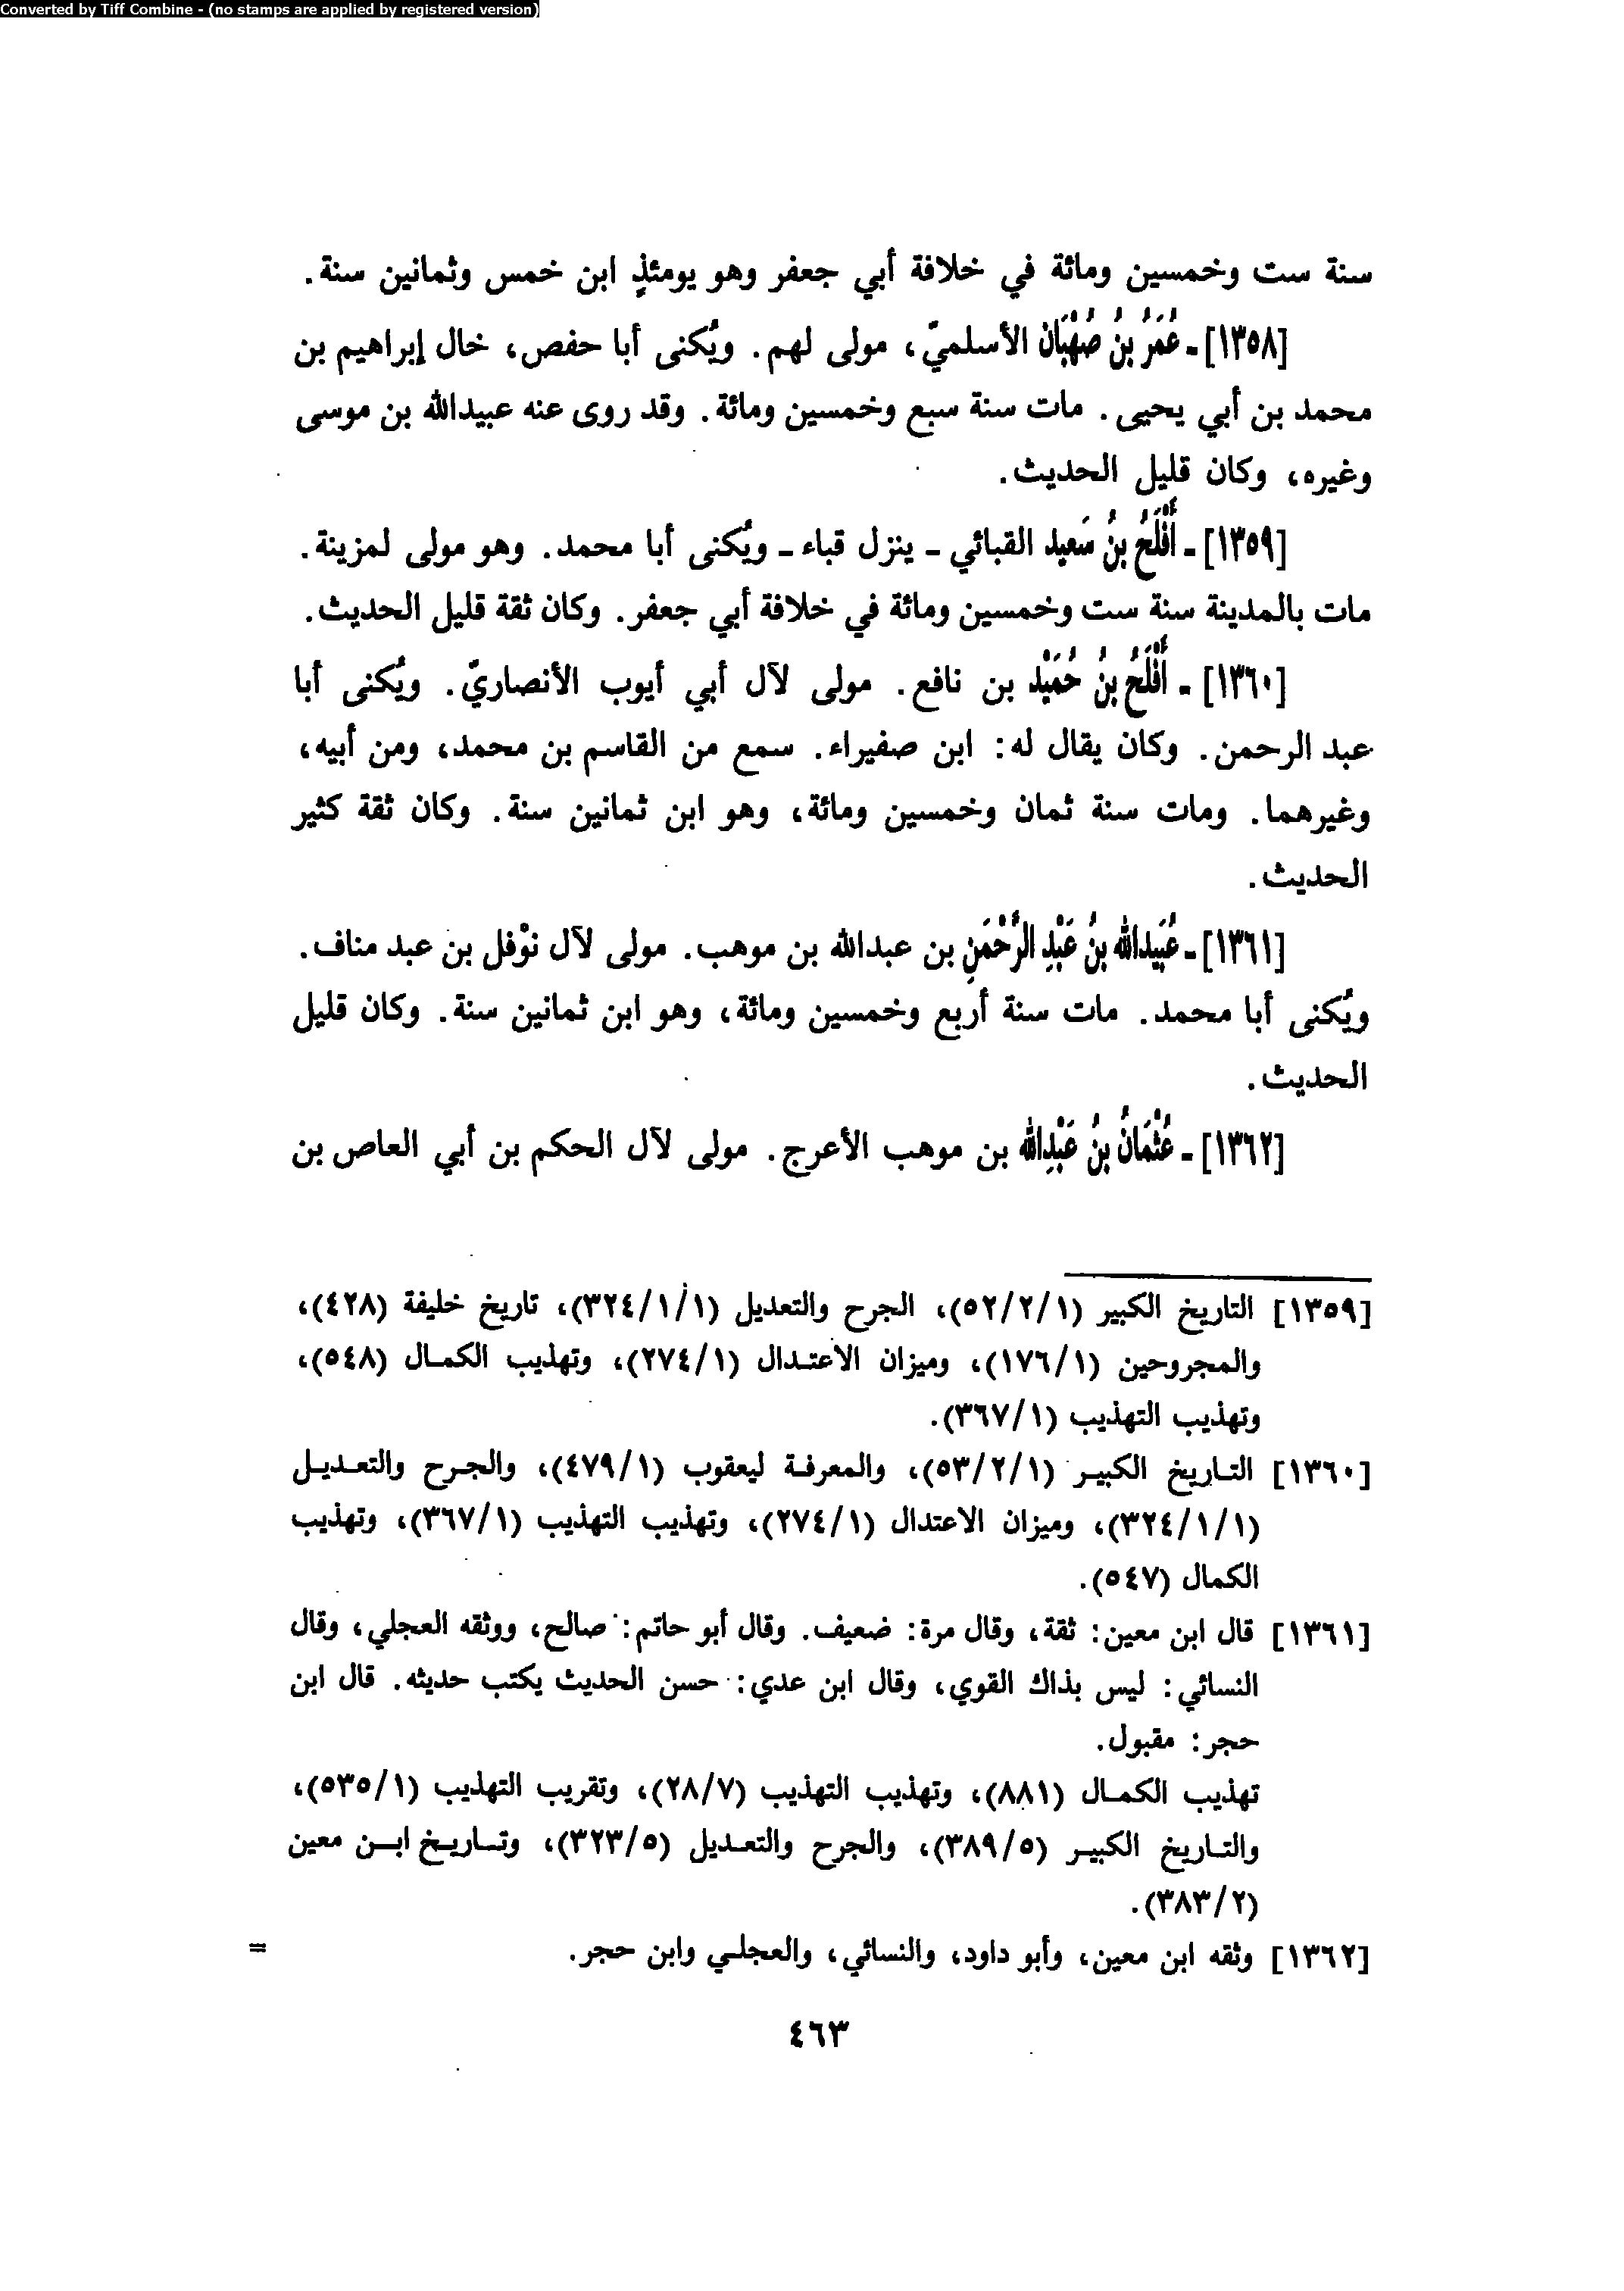 Converted by Tiff Combine - (no stamps are applied by registered version)
سنة ست وخمسين ومائة في خلافة أبي جعفر وهو يومئذٍ ابن خمس وثمانين سنة.
[١٣٥٨] - عُمَرُ بنُ صُهْبَان الأسلميّ، مولى لهم. ويُكنى أبا حفص، خال إبراهيم بن
محمد بن أبي يحيى. مات سنة سبع وخمسين ومائة. وقد روى عنه عبيدالله بن موسى
وغيره، وكان قليل الحديث.
[١٣٥٩] - أَفْلَحُ بنُ سَعيد القبائي - ينزل قباء - ويُكنى أبا محمد. وهو مولى لمزينة.
مات بالمدينة سنة ست وخمسين ومائة في خلافة أبي جعفر. وكان ثقة قليل الحديث.
[١٣٦٠] - أَفْلَحُ بنُ حُمَيْد بن نافع. مولى لآل أبي أيوب الأنصاريّ. ويُكنى أبا
عبد الرحمن. وكان يقال له: ابن صفيراء. سمع من القاسم بن محمد، ومن أبيه،
وغيرهما. ومات سنة ثمان وخمسين ومائة، وهو ابن ثمانين سنة. وكان ثقة كثير
الحديث.
[١٣٦١] - عُبَيدالله بنُ عَبْدِ الرَّحْمَنِ بن عبدالله بن موهب. مولى لآل نوْفل بن عبد مناف.
ويُكنى أبا محمد. مات سنة أربع وخمسين ومائة، وهو ابن ثمانين سنة. وكان قليل
الحديث.
[١٣٦٢] - عُثْمَانُ بنُ عَبْدِالله بن موهب الأعرج. مولى لآل الحكم بن أبي العاص بن
[١٣٥٩] التاريخ الكبير (٥٢/٢/١)، الجرح والتعديل (٣٢٤/١/١)، تاريخ خليفة (٤٢٨)،
والمجروحين (١٧٦/١)، وميزان الاعتدال (٢٧٤/١)، وتهذيب الكمال (٥٤٨)،
وتهذيب التهذيب (٣٦٧/١).
[١٣٦٠] التاريخ الكبير (٥٣/٢/١)، والمعرفة ليعقوب (٤٧٩/١)، والجرح والتعديل
(٣٢٤/١/١)، وميزان الاعتدال (٢٧٤/١)، وتهذيب التهذيب (٣٦٧/١)، وتهذيب
الكمال (٥٤٧).
[١٣٦١] قال ابن معين: ثقة، وقال مرة: ضعيف. وقال أبو حاتم: صالح، ووثقه العجلي، وقال
النسائي: ليس بذاك القوي، وقال ابن عدي: حسن الحديث يكتب حديثه. قال ابن
حجر: مقبول.
تهذيب الكمال (٨٨١)، وتهذيب التهذيب (٢٨/٧)، وتقريب التهذيب (٥٣٥/١)،
والتاريخ الكبير (٣٨٩/٥)، والجرح والتعديل (٣٢٣/٥)، وتاريخ ابن معين
(٣٨٣/٢).
[١٣٦٢] وثقه ابن معين، وأبو داود، والنسائي، والعجلي وابن حجر. =
٤٦٣